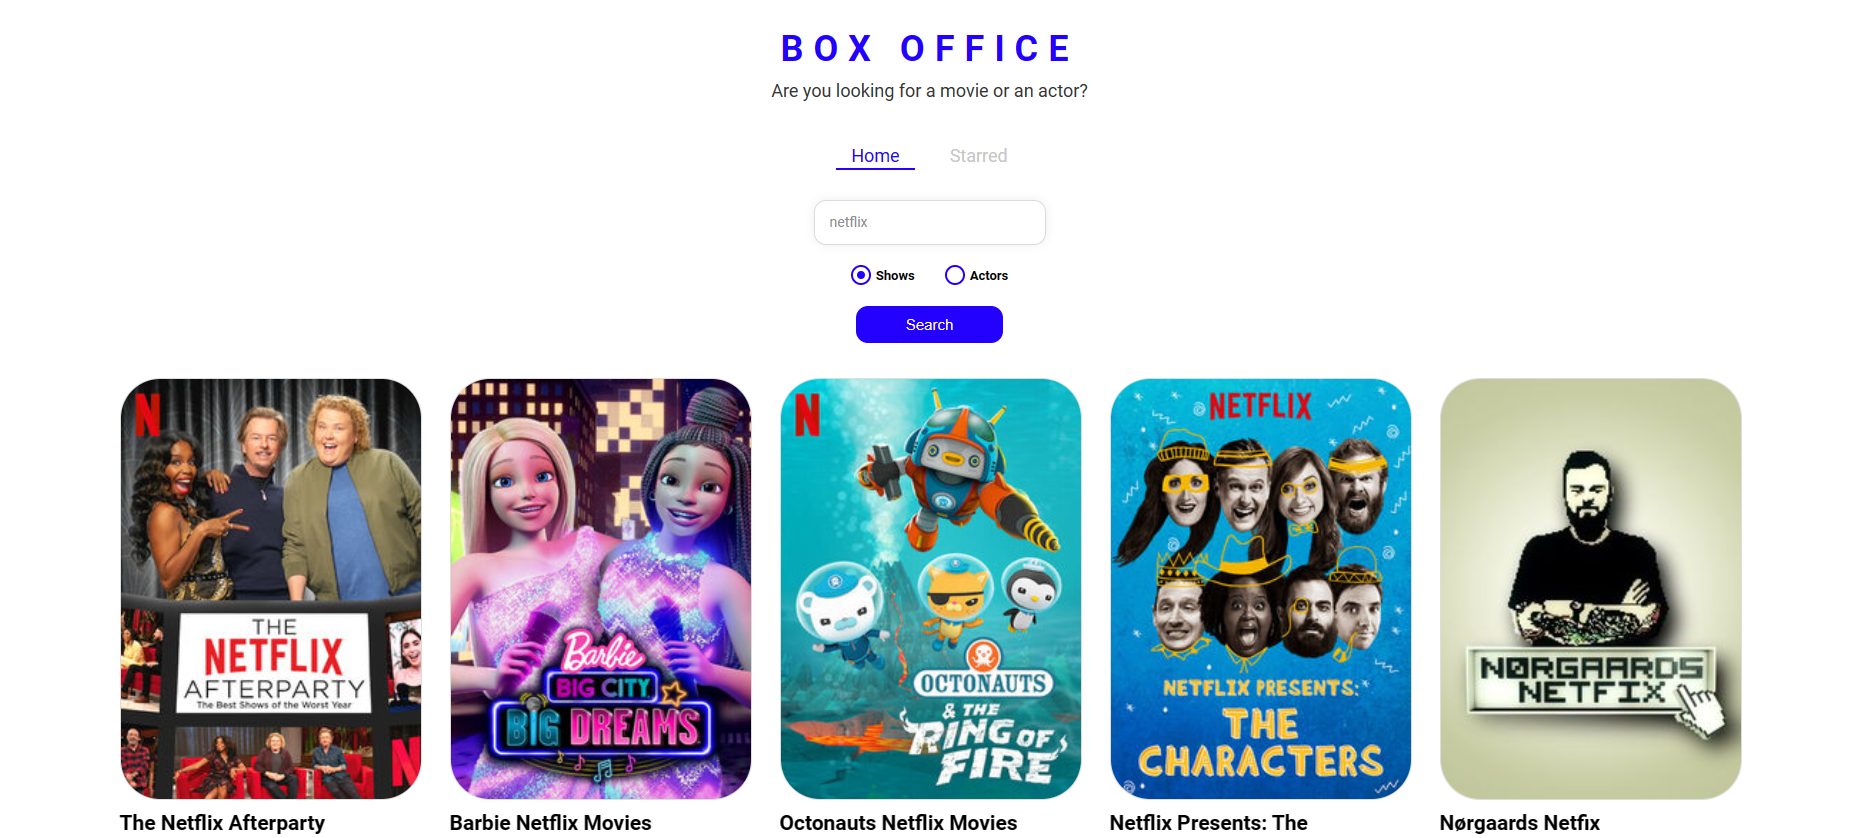 BOX OFFICE
Are you looking for a movie or an actor?
Home
Starred
netflix
Shows
Actors
Search
N
THE
NETFLIX
AFTERPARTY
The Best Shows of the Worst Year
N
Barbie
BIG CITY
BIG DREAMS
N
OCTONAUTS
& THE
RING OF
FIRE
NETFLIX
NETFLIX PRESENTS:
THE
CHARACTERS
NØRGAARDS
NETFIX
The Netflix Afterparty
Barbie Netflix Movies
Octonauts Netflix Movies
Netflix Presents: The
Nørgaards Netfix